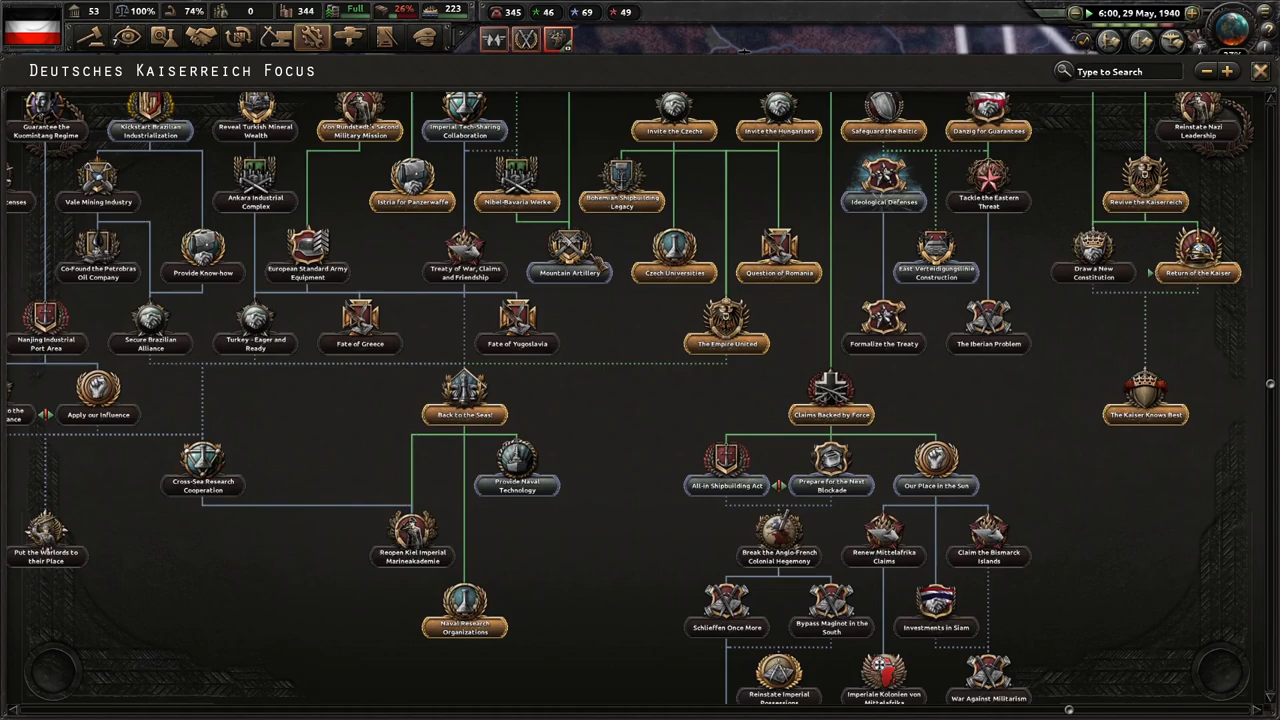 53 100% 74% 0 344 Full 26% 223 345 46 69 49 6:00, 29 May, 1940
Deutsches Kaiserreich Focus
Type to Search
Guarantee the Kuomintang Regime
Kickstart Brazilian Industrialization
Reveal Turkish Mineral Wealth
Von Rundstedt's Second Military Mission
Imperial Tech-Sharing Collaboration
Invite the Czechs
Invite the Hungarians
Safeguard the Baltic
Danzig for Guarantees
Reinstate Nazi Leadership
Vale Mining Industry
Ankara Industrial Complex
Istria for Panzerwaffe
Nibel-Bavaria Werke
Bohemian Shipbuilding Legacy
Ideological Defenses
Tackle the Eastern Threat
Revive the Kaiserreich
Co-Found the Petrobras Oil Company
Provide Know-how
European Standard Army Equipment
Treaty of War, Claims and Friendship
Mountain Artillery
Czech Universities
Question of Romania
East Verteidigungslinie Construction
Draw a New Constitution
Return of the Kaiser
Nanjing Industrial Port Area
Secure Brazilian Alliance
Turkey - Eager and Ready
Fate of Greece
Fate of Yugoslavia
The Empire United
Formalize the Treaty
The Iberian Problem
Apply our Influence
Back to the Seas!
Claims Backed by Force
The Kaiser Knows Best
Cross-Sea Research Cooperation
Provide Naval Technology
All-in Shipbuilding Act
Prepare for the Next Blockade
Our Place in the Sun
Put the Warlords to their Place
Reopen Kiel Imperial Marineakademie
Break the Anglo-French Colonial Hegemony
Renew Mittelafrika Claims
Claim the Bismarck Islands
Naval Research Organizations
Schlieffen Once More
Bypass Maginot in the South
Investments in Siam
Reinstate Imperial Possessions
Imperiale Kolonien von Mittelafrika
War Against Militarism